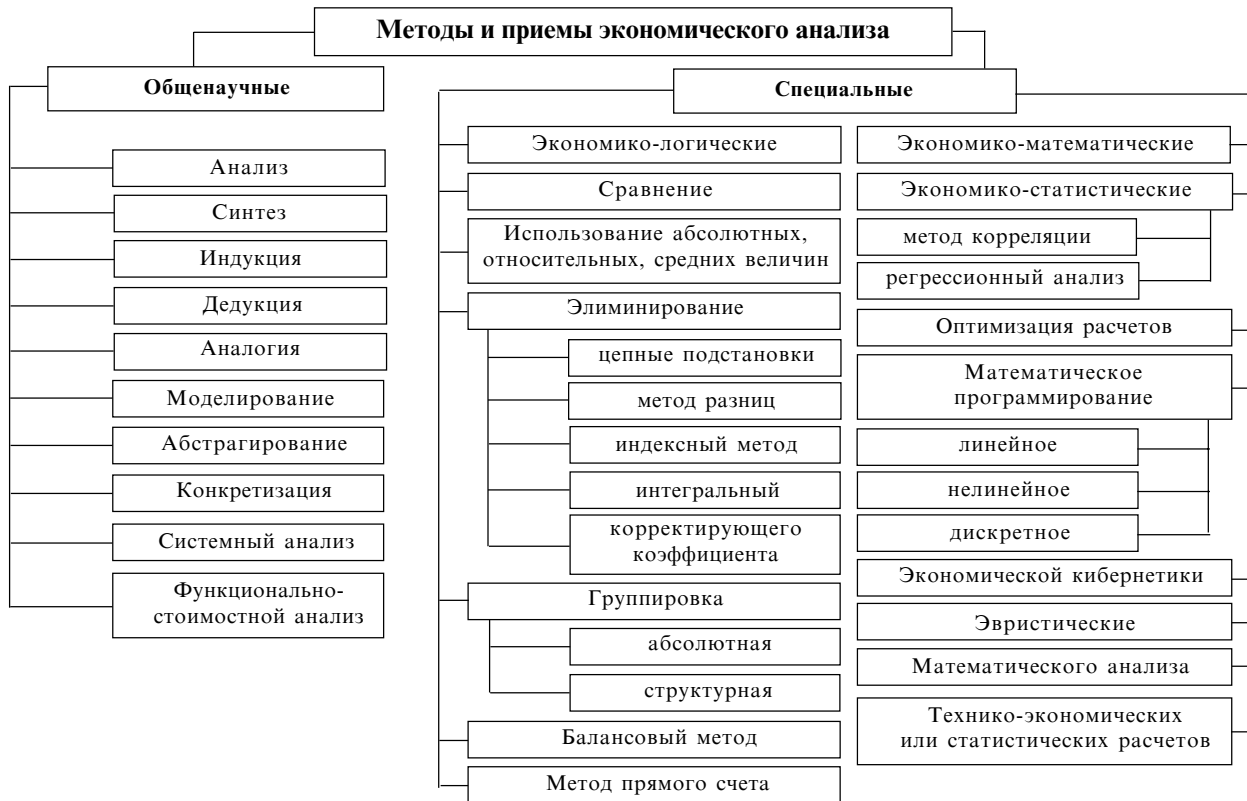 Методы и приемы экономического анализа
Общенаучные
Анализ
Синтез
Индукция
Дедукция
Аналогия
Моделирование
Абстрагирование
Конкретизация
Системный анализ
Функционально-
стоимостной анализ
Специальные
Экономико-логические
Сравнение
Использование абсолютных,
относительных, средних величин
Элиминирование
цепные подстановки
метод разниц
индексный метод
интегральный
корректирующего
коэффициента
Группировка
абсолютная
структурная
Балансовый метод
Метод прямого счета
Экономико-математические
Экономико-статистические
метод корреляции
регрессионный анализ
Оптимизация расчетов
Математическое
программирование
линейное
нелинейное
дискретное
Экономической кибернетики
Эвристические
Математического анализа
Технико-экономических
или статистических расчетов